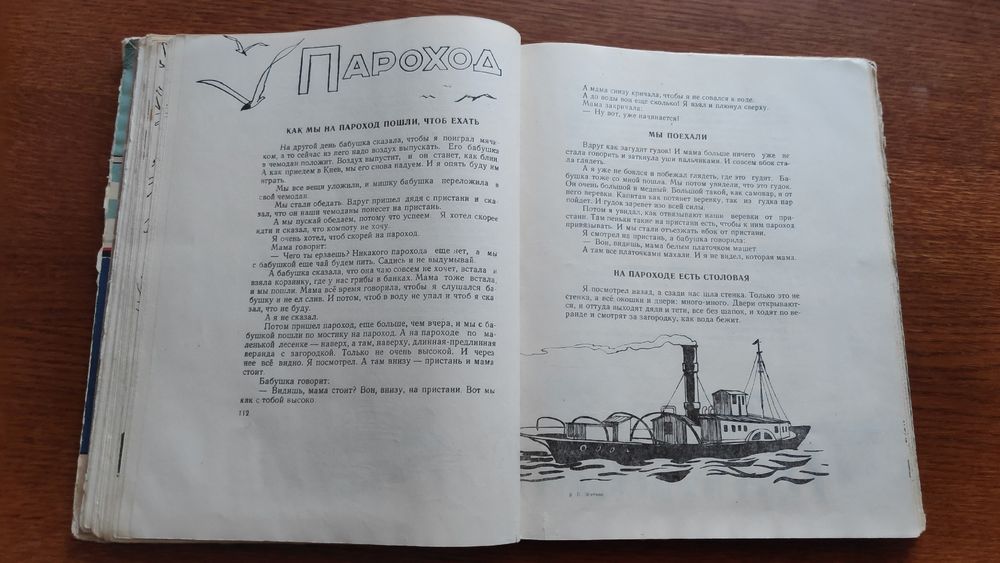 ПАРОХОД
КАК МЫ НА ПАРОХОД ПОШЛИ, ЧТОБ ЕХАТЬ
На другой день бабушка сказала, чтобы я поиграл мячи-
ком, а то сейчас из него надо воздух выпускать. Его бабушка
в чемодан положит. Воздух выпустит, и он станет, как блин.
А как приедем в Киев, мы его снова надуем. И я опять буду им
играть.
Мы все вещи уложили, и мишку бабушка переложила в
свой чемодан.
Мы стали обедать. Вдруг пришел дядя с пристани и ска-
зал, что он наши чемоданы понесет на пристань.
А мы пускай обедаем, потому что успеем. Я хотел скорее
идти и сказал, что компоту не хочу.
Я очень хотел, чтоб скорей на пароход.
Мама говорит:
— Чего ты ерзаешь? Никакого парохода еще нет, а мы
с бабушкой еще чай будем пить. Садись и не выдумывай.
А бабушка сказала, что она чаю совсем не хочет, встала и
взяла корзинку, где у нас грибы в банках. Мама тоже встала,
и мы пошли. Мама всё время говорила, чтобы я слушался ба-
бушку и не ел слив. И потом, чтоб в воду не упал и чтоб я ска-
зал, что не буду.
А я не сказал.
Потом пришел пароход, еще больше, чем вчера, и мы с ба-
бушкой пошли по мостику на пароход. А на пароходе по ма-
ленькой лесенке — наверх, а там, наверху, длинная-предлинная
веранда с загородкой. Только не очень высокой. И через
нее всё видно. Я посмотрел. А там внизу — пристань и мама
стоит.
Бабушка говорит:
— Видишь, мама стоит? Вон, внизу, на пристани. Вот мы
как с тобой высоко.
112
А мама снизу кричала, чтобы я не совался к воде.
А до воды вон еще сколько! Я взял и плюнул сверху.
Мама закричала:
— Ну вот, уже начинается!
МЫ ПОЕХАЛИ
Вдруг как загудит гудок! И мама больше ничего уже не
стала говорить и заткнула уши пальчиками. И совсем вбок ста-
ла глядеть.
А я уже не боялся и побежал глядеть, где это гудит. Ба-
бушка тоже со мной пошла. Мы потом увидели, что это гудок.
Он очень большой и медный. Большой такой, как самовар, и от
него веревки. Капитан как потянет веревку, так из гудка пар
пойдет. И гудок заревет изо всей силы.
Потом я увидал, как отвязывают наши веревки от при-
стани. Там пеньки такие на пристани есть, чтобы к ним пароход
привязывать. И мы стали отъезжать вбок от пристани.
Я смотрел на пристань, а бабушка говорила:
— Вон, видишь, мама белым платочком машет.
А там все платочками махали. И я не видел, которая мама.
НА ПАРОХОДЕ ЕСТЬ СТОЛОВАЯ
Я посмотрел назад, а сзади нас шла стенка. Только это не
стенка, а всё окошки и двери: много-много. Двери открывают-
ся, и оттуда выходят дяди и тети, все без шапок, и ходят по ве-
ранде и смотрят за загородку, как вода бежит.